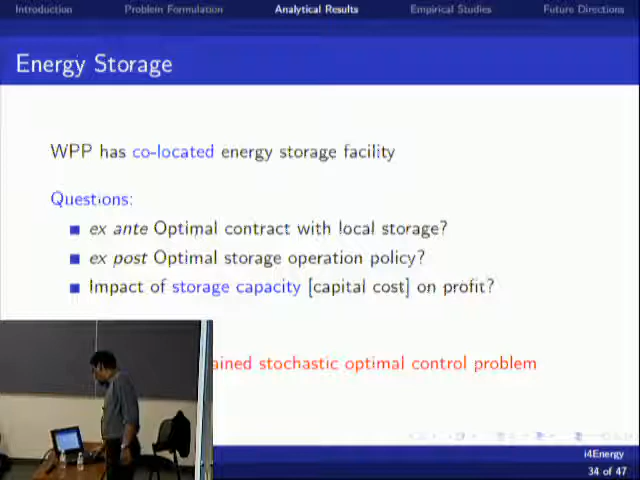 Introduction Problem Formulation Analytical Results Empirical Studies Future Directions
Energy Storage
WPP has co-located energy storage facility
Questions:
ex ante Optimal contract with local storage?
ex post Optimal storage operation policy?
Impact of storage capacity [capital cost] on profit?
ained stochastic optimal control problem
i4Energy
34 of 47